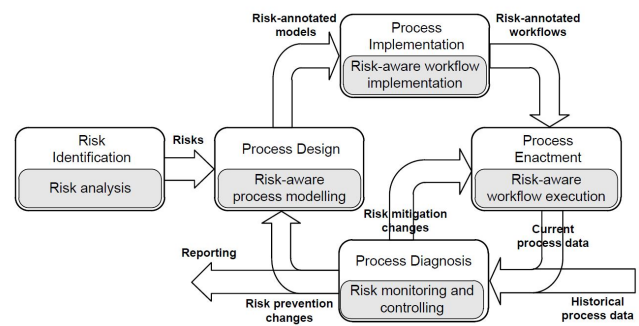 Risk-annotated
models
Process
Implementation
Risk-aware workflow
implementation
Risk-annotated
workflows
Risk
Identification
Risk analysis
Risks
Process Design
Risk-aware
process modelling
Process
Enactment
Risk-aware
workflow execution
Risk mitigation
changes
Current
process data
Reporting
Process Diagnosis
Risk monitoring and
controlling
Risk prevention
changes
Historical
process data